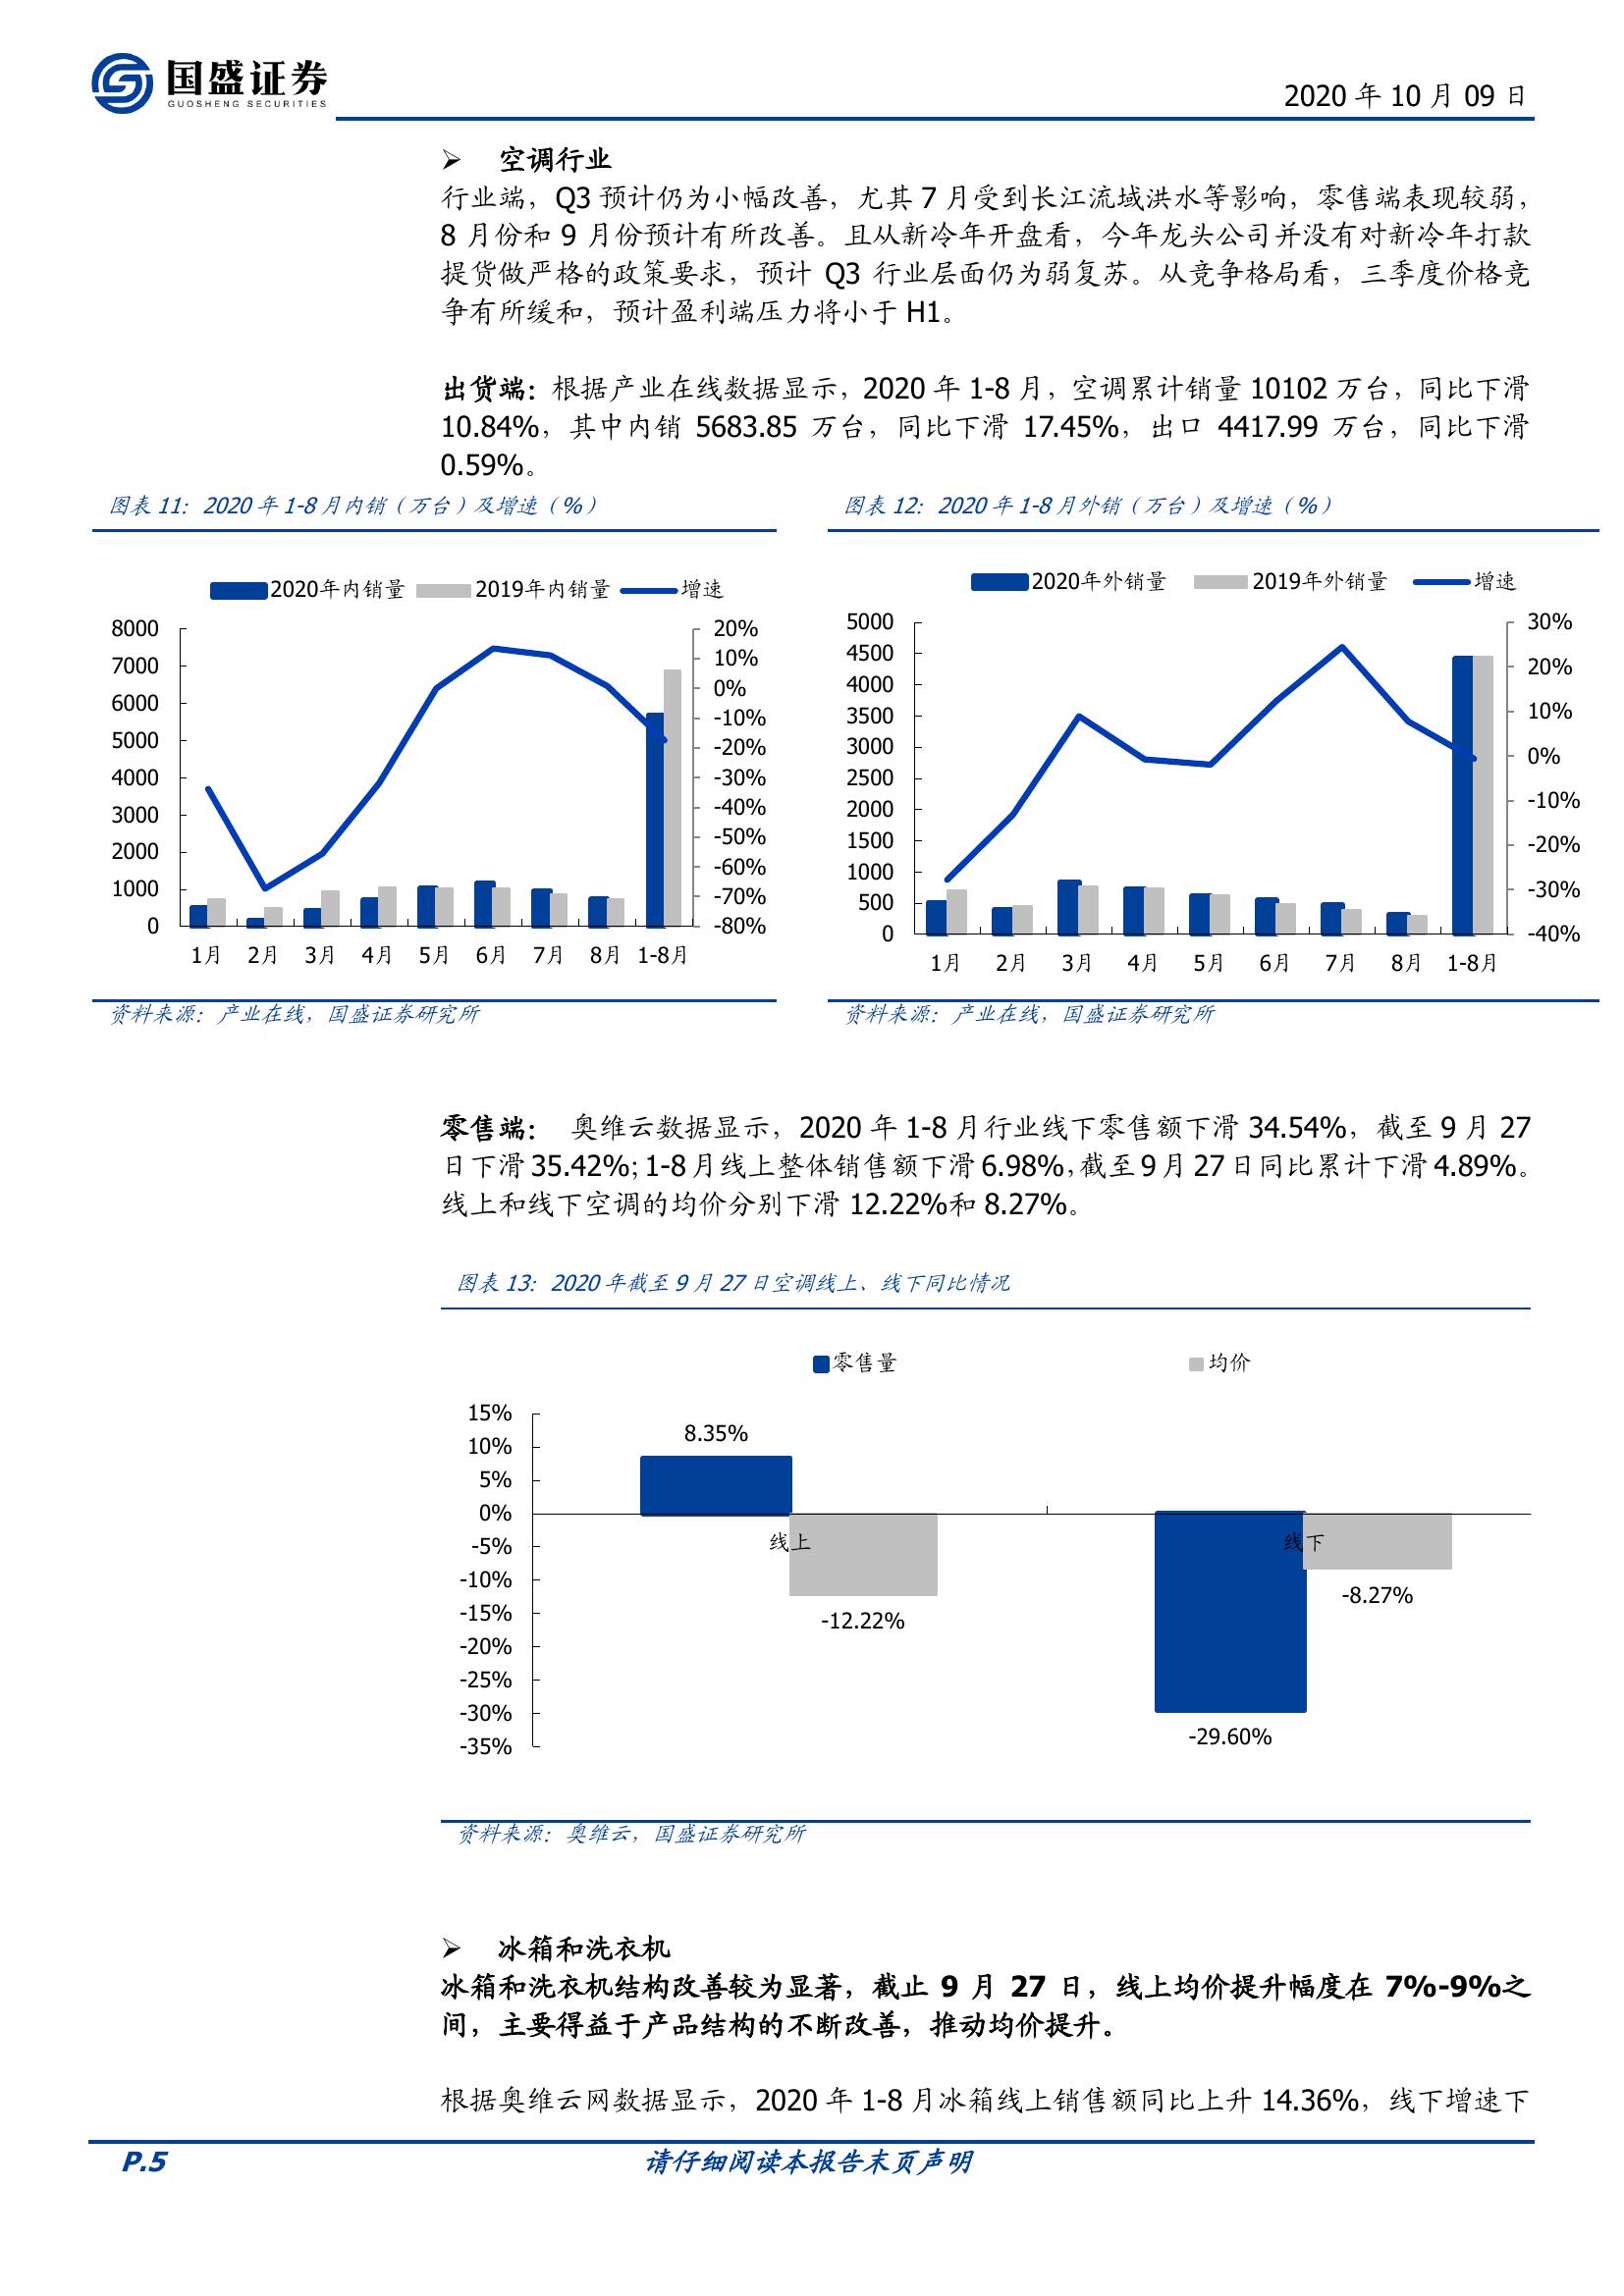 国盛证券
GUOSHENG SECURITIES
2020 年 10 月 09 日
➢ 空调行业
行业端，Q3 预计仍为小幅改善，尤其 7 月受到长江流域洪水等影响，零售端表现较弱，
8 月份和 9 月份预计有所改善。且从新冷年开盘看，今年龙头公司并没有对新冷年打款
提货做严格的政策要求，预计 Q3 行业层面仍为弱复苏。从竞争格局看，三季度价格竞
争有所缓和，预计盈利端压力将小于 H1。
出货端：根据产业在线数据显示，2020 年 1-8 月，空调累计销量 10102 万台，同比下滑
10.84%，其中内销 5683.85 万台，同比下滑 17.45%，出口 4417.99 万台，同比下滑
0.59%。
图表 11：2020 年 1-8 月内销（万台）及增速（%）
2020年内销量 2019年内销量 增速
8000
7000
6000
5000
4000
3000
2000
1000
0
20%
10%
0%
-10%
-20%
-30%
-40%
-50%
-60%
-70%
-80%
1月 2月 3月 4月 5月 6月 7月 8月 1-8月
资料来源：产业在线，国盛证券研究所
图表 12：2020 年 1-8 月外销（万台）及增速（%）
2020年外销量 2019年外销量 增速
5000
4500
4000
3500
3000
2500
2000
1500
1000
500
0
30%
20%
10%
0%
-10%
-20%
-30%
-40%
1月 2月 3月 4月 5月 6月 7月 8月 1-8月
资料来源：产业在线，国盛证券研究所
零售端： 奥维云数据显示，2020 年 1-8 月行业线下零售额下滑 34.54%，截至 9 月 27
日下滑 35.42%；1-8 月线上整体销售额下滑 6.98%，截至 9 月 27 日同比累计下滑 4.89%。
线上和线下空调的均价分别下滑 12.22%和 8.27%。
图表 13：2020 年截至 9 月 27 日空调线上、线下同比情况
零售量 均价
15%
10%
5%
0%
-5%
-10%
-15%
-20%
-25%
-30%
-35%
8.35%
线上
-12.22%
线下
-8.27%
-29.60%
资料来源：奥维云，国盛证券研究所
➢ 冰箱和洗衣机
冰箱和洗衣机结构改善较为显著，截止 9 月 27 日，线上均价提升幅度在 7%-9%之
间，主要得益于产品结构的不断改善，推动均价提升。
根据奥维云网数据显示，2020 年 1-8 月冰箱线上销售额同比上升 14.36%，线下增速下
P.5
请仔细阅读本报告末页声明